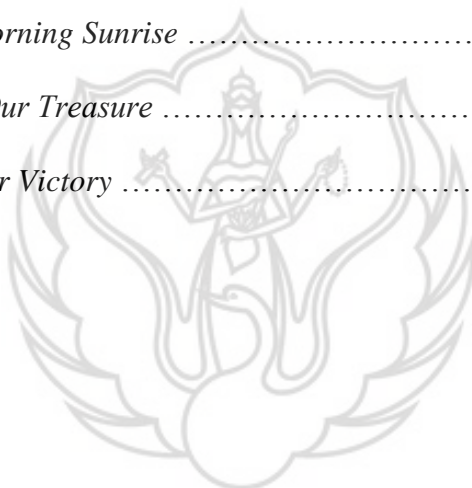 orning Sunrise ……………………….
ur Treasure ………………………….
r Victory ……………………………….